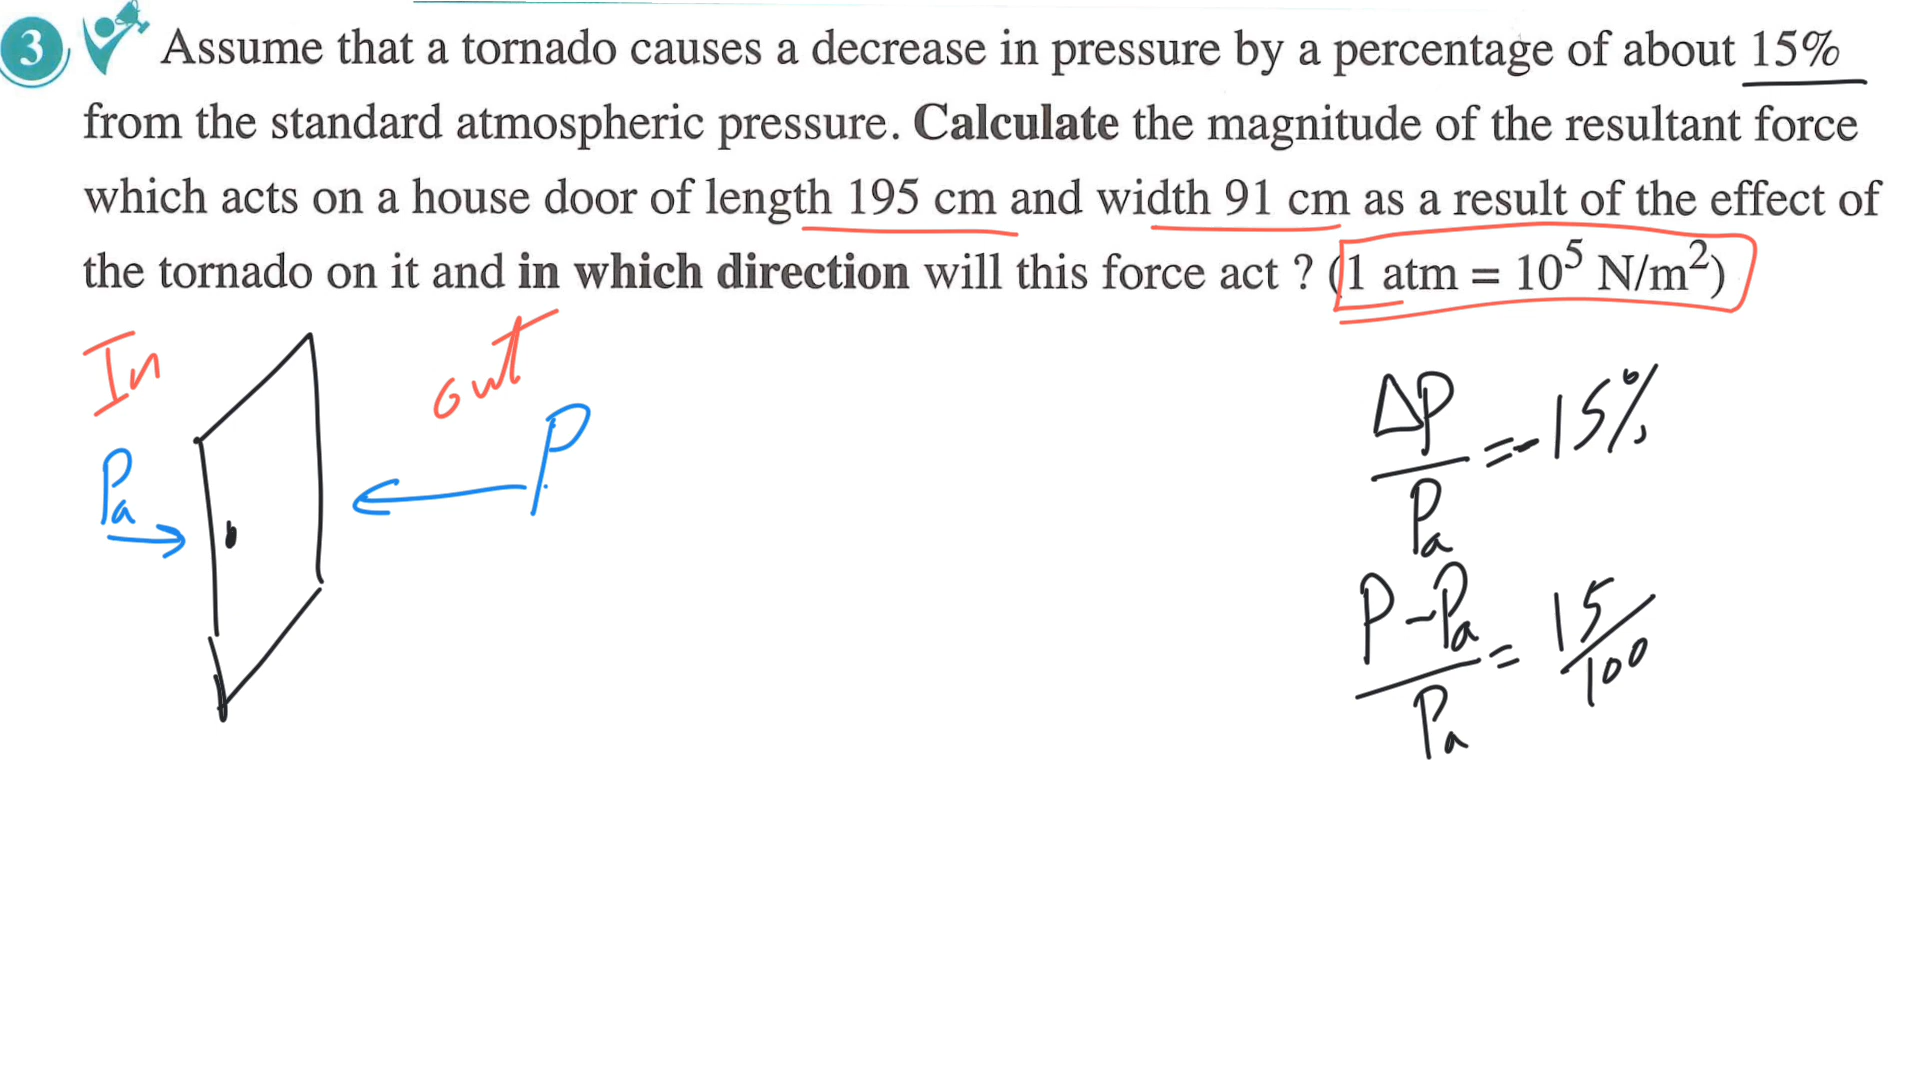 3 Assume that a tornado causes a decrease in pressure by a percentage of about 15%
from the standard atmospheric pressure. Calculate the magnitude of the resultant force
which acts on a house door of length 195 cm and width 91 cm as a result of the effect of
the tornado on it and in which direction will this force act ? (1 atm = 10⁵ N/m²)
In
out
Pa
P
ΔP/Pa = -15%
P-Pa/Pa = 15/100